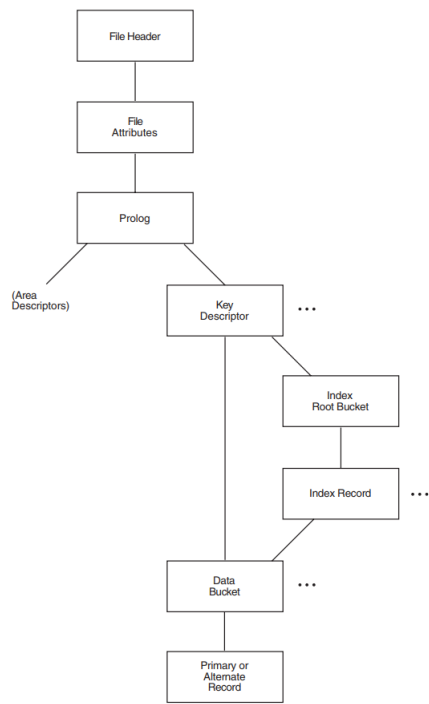 File Header
File
Attributes
Prolog
(Area
Descriptors)
Key
Descriptor
...
Index
Root Bucket
Index Record
...
Data
Bucket
...
Primary or
Alternate
Record